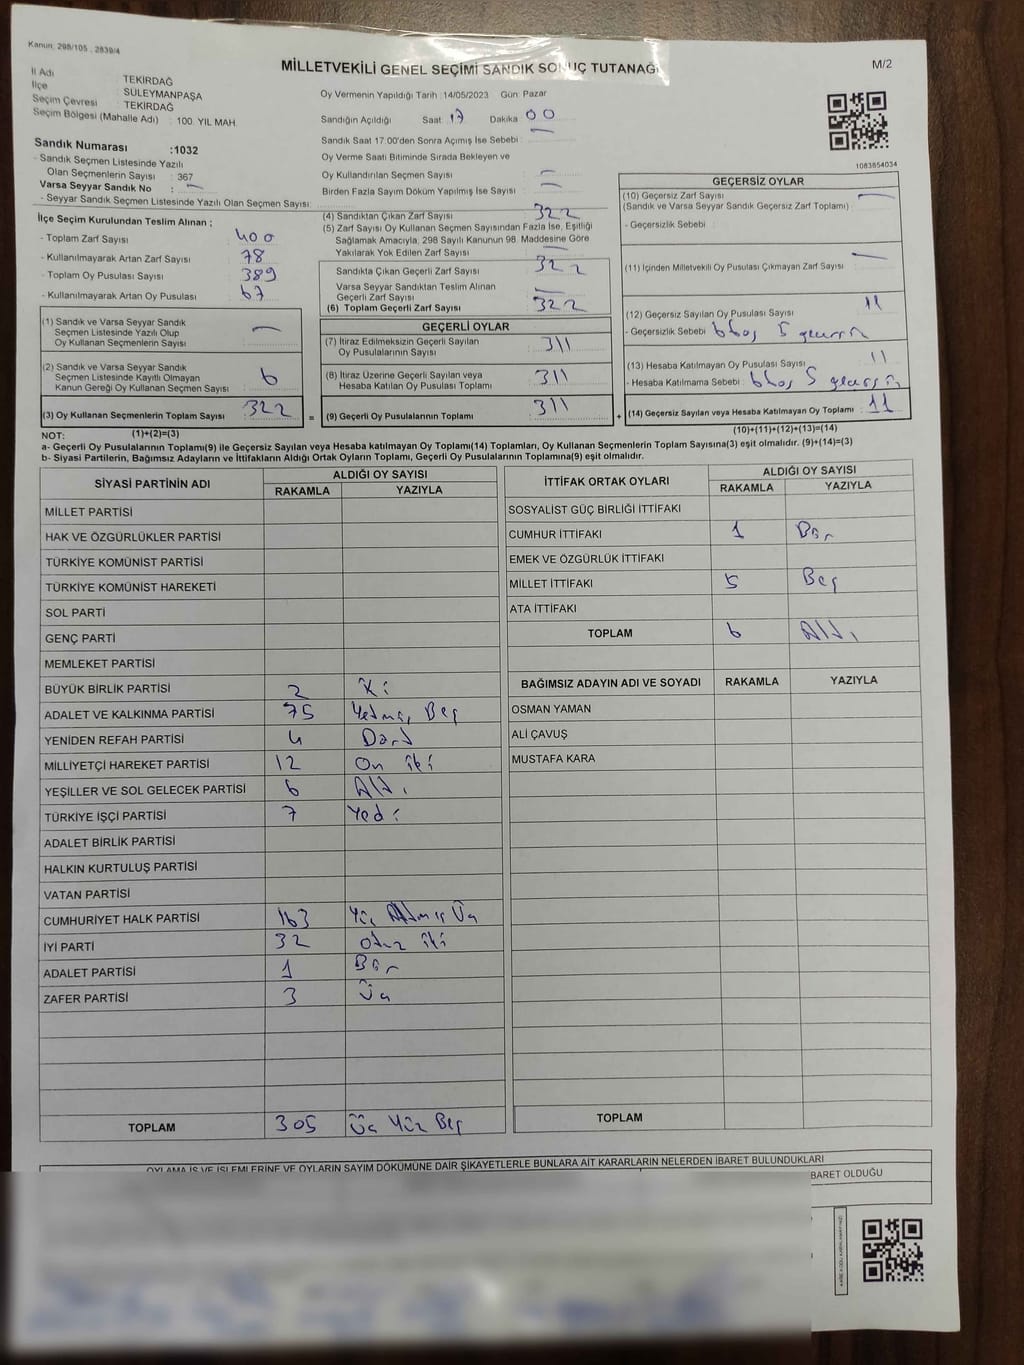 Kanun: 298/105 , 2839/4
MİLLETVEKİLİ GENEL SEÇİMİ SANDIK SONUÇ TUTANAĞI
M/2
İl Adı TEKİRDAĞ
İlçe SÜLEYMANPAŞA
Seçim Çevresi : TEKİRDAĞ
Seçim Bölgesi (Mahalle Adı) : 100. YIL MAH
Sandık Numarası :1032
- Sandık Seçmen Listesinde Yazılı
Olan Seçmenlerin Sayısı : 367
Varsa Seyyar Sandık No : —
- Seyyar Sandık Seçmen Listesinde Yazılı Olan Seçmen Sayısı:
Oy Vermenin Yapıldığı Tarih :14/05/2023 Gün: Pazar
Sandığın Açıldığı Saat : 17 Dakika : 00
Sandık Saat 17:00'den Sonra Açımış İse Sebebi : —
Oy Verme Saati Bitiminde Sırada Bekleyen ve
Oy Kullandırılan Seçmen Sayısı : —
Birden Fazla Sayım Döküm Yapılmış İse Sayısı : —
1083854034
İlçe Seçim Kurulundan Teslim Alınan ;
- Toplam Zarf Sayısı : 400
- Kullanılmayarak Artan Zarf Sayısı : 78
- Toplam Oy Pusulası Sayısı : 389
- Kullanılmayarak Artan Oy Pusulası : 67
(4) Sandıktan Çıkan Zarf Sayısı : 322
(5) Zarf Sayısı Oy Kullanan Seçmen Sayısından Fazla İse, Eşitliği
Sağlamak Amacıyla, 298 Sayılı Kanunun 98. Maddesine Göre
Yakılarak Yok Edilen Zarf Sayısı : —
Sandıkta Çıkan Geçerli Zarf Sayısı : 322
Varsa Seyyar Sandıktan Teslim Alınan
Geçerli Zarf Sayısı : —
(6) Toplam Geçerli Zarf Sayısı : 322
GEÇERSİZ OYLAR
(10) Geçersiz Zarf Sayısı : —
(Sandık ve Varsa Seyyar Sandık Geçersiz Zarf Toplamı)
- Geçersizlik Sebebi :
(11) İçinden Milletvekili Oy Pusulası Çıkmayan Zarf Sayısı : —
(12) Geçersiz Sayılan Oy Pusulası Sayısı : 11
- Geçersizlik Sebebi : 6 boş 5 geçersiz
(13) Hesaba Katılmayan Oy Pusulası Sayısı : 11
- Hesaba Katılmama Sebebi : 6 boş 5 geçersiz
(14) Geçersiz Sayılan veya Hesaba Katılmayan Oy Toplamı : 11
(10)+(11)+(12)+(13)=(14)
(1) Sandık ve Varsa Seyyar Sandık
Seçmen Listesinde Yazılı Olup
Oy Kullanan Seçmenlerin Sayısı : —
(2) Sandık ve Varsa Seyyar Sandık
Seçmen Listesinde Kayıtlı Olmayan
Kanun Gereği Oy Kullanan Seçmen Sayısı : 6
(3) Oy Kullanan Seçmenlerin Toplam Sayısı : 322
GEÇERLİ OYLAR
(7) İtiraz Edilmeksizin Geçerli Sayılan
Oy Pusulalarının Sayısı : 311
(8) İtiraz Üzerine Geçerli Sayılan veya
Hesaba Katılan Oy Pusulası Toplamı : 311
= (9) Geçerli Oy Pusulalarının Toplamı : 311 +
NOT: (1)+(2)=(3)
a- Geçerli Oy Pusulalarının Toplamı(9) ile Geçersiz Sayılan veya Hesaba katılmayan Oy Toplamı(14) Toplamları, Oy Kullanan Seçmenlerin Toplam Sayısına(3) eşit olmalıdır. (9)+(14)=(3)
b- Siyasi Partilerin, Bağımsız Adayların ve İttifakların Aldığı Ortak Oyların Toplamı, Geçerli Oy Pusulalarının Toplamına(9) eşit olmalıdır.
SİYASİ PARTİNİN ADI
ALDIĞI OY SAYISI
RAKAMLA YAZIYLA
MİLLET PARTİSİ
HAK VE ÖZGÜRLÜKLER PARTİSİ
TÜRKİYE KOMÜNİST PARTİSİ
TÜRKİYE KOMÜNİST HAREKETİ
SOL PARTİ
GENÇ PARTİ
MEMLEKET PARTİSİ
BÜYÜK BİRLİK PARTİSİ 2 İki
ADALET VE KALKINMA PARTİSİ 75 Yetmiş Beş
YENİDEN REFAH PARTİSİ 4 Dört
MİLLİYETÇİ HAREKET PARTİSİ 12 On iki
YEŞİLLER VE SOL GELECEK PARTİSİ 6 Altı
TÜRKİYE İŞÇİ PARTİSİ 7 Yedi
ADALET BİRLİK PARTİSİ
HALKIN KURTULUŞ PARTİSİ
VATAN PARTİSİ
CUMHURİYET HALK PARTİSİ 163 Yüz Altmış Üç
İYİ PARTİ 32 otuz iki
ADALET PARTİSİ 1 Bir
ZAFER PARTİSİ 3 Üç
TOPLAM 305 Üç Yüz Beş
İTTİFAK ORTAK OYLARI
ALDIĞI OY SAYISI
RAKAMLA YAZIYLA
SOSYALİST GÜÇ BİRLİĞİ İTTİFAKI
CUMHUR İTTİFAKI 1 Bir
EMEK VE ÖZGÜRLÜK İTTİFAKI
MİLLET İTTİFAKI 5 Beş
ATA İTTİFAKI
TOPLAM 6 Altı
BAĞIMSIZ ADAYIN ADI VE SOYADI RAKAMLA YAZIYLA
OSMAN YAMAN
ALİ ÇAVUŞ
MUSTAFA KARA
TOPLAM
OYLAMA İŞ VE İŞLEMLERİNE VE OYLARIN SAYIM DÖKÜMÜNE DAİR ŞİKAYETLERLE BUNLARA AİT KARARLARIN NELERDEN İBARET BULUNDUKLARI
BARET OLDUĞU